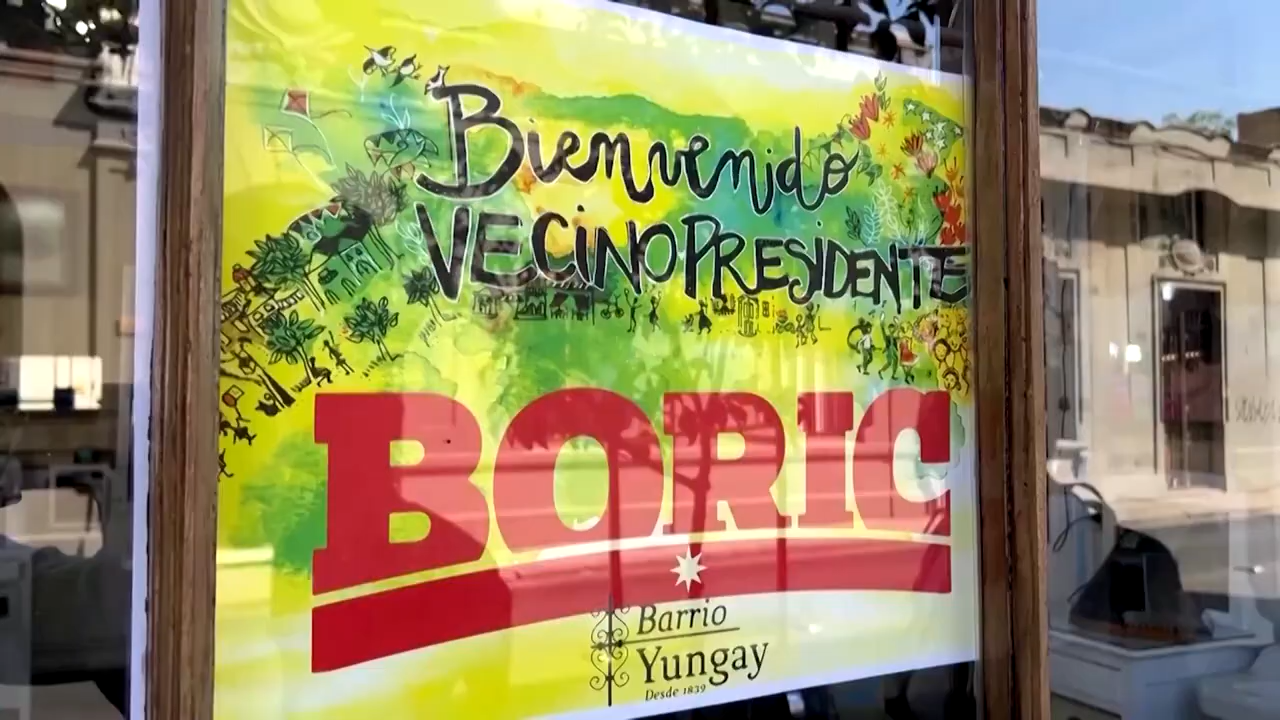 Bienvenido
VECINO PRESIDENTE
BORIC
Barrio
Yungay
Desde 1839